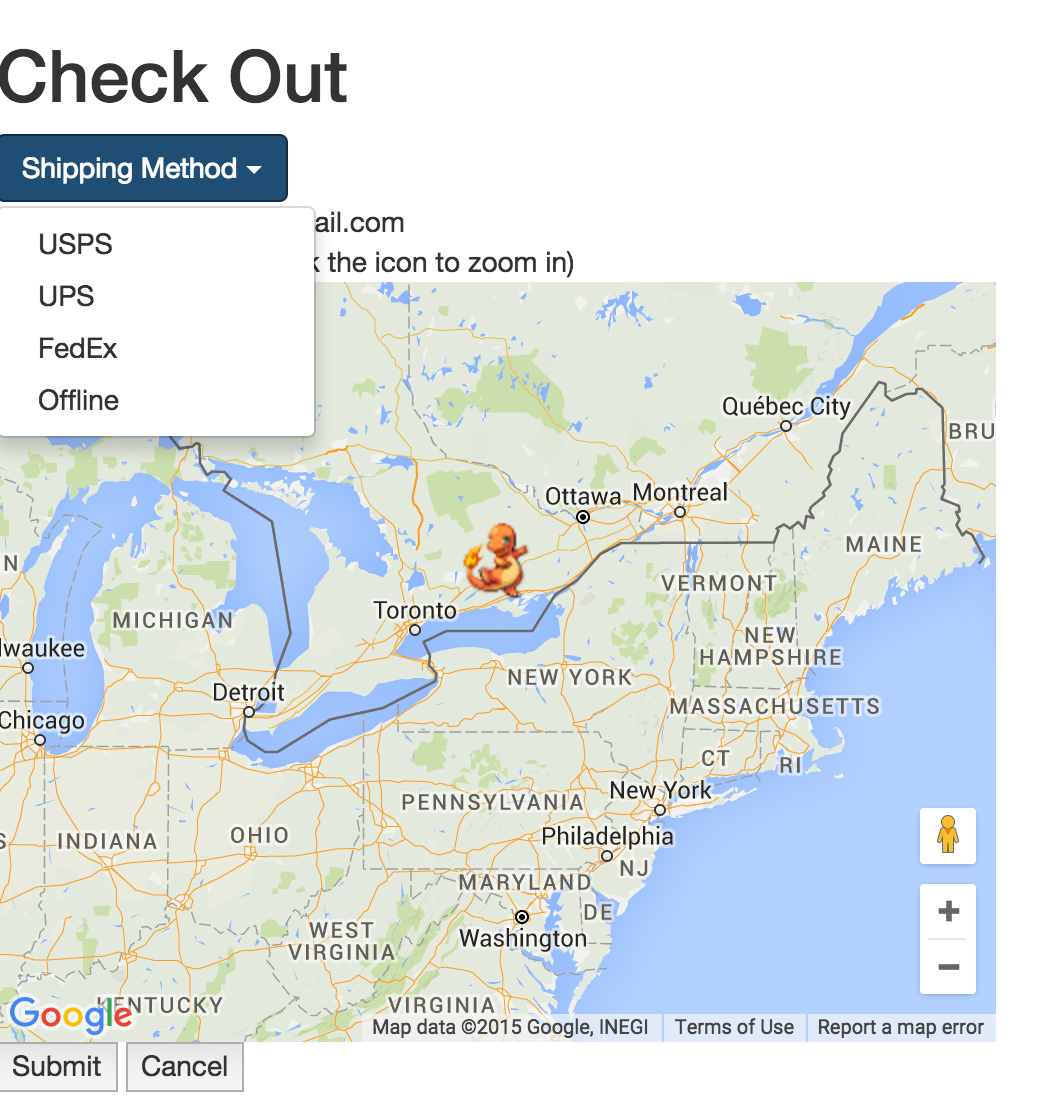 Check Out
Shipping Method
ail.com
the icon to zoom in)
USPS
UPS
FedEx
Offline
Québec City
BRU
Ottawa
Montreal
MAINE
N
VERMONT
MICHIGAN
Toronto
NEW
HAMPSHIRE
lwaukee
NEW YORK
Detroit
MASSACHUSETTS
Chicago
CT
RI
New York
PENNSYLVANIA
Philadelphia
S
INDIANA
OHIO
NJ
MARYLAND
DE
WEST
VIRGINIA
Washington
KENTUCKY
VIRGINIA
Google
Map data ©2015 Google, INEGI
Terms of Use
Report a map error
Submit
Cancel